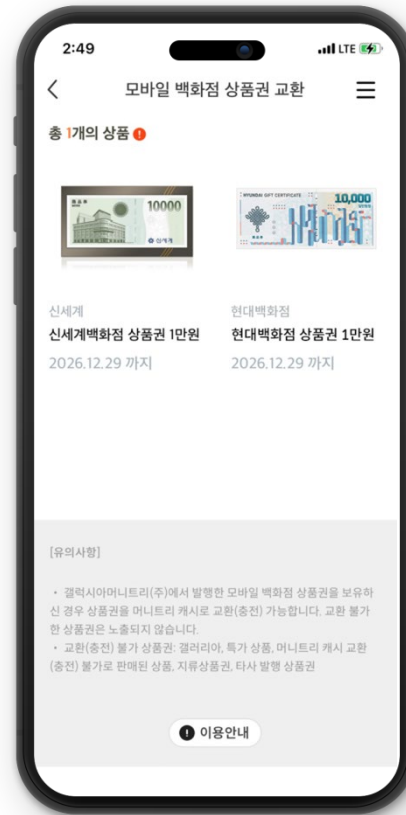 2:49 LTE
모바일 백화점 상품권 교환
총 1개의 상품 !
10000
신세계
HYUNDAI GIFT CERTIFICATE 10,000
신세계 현대백화점
신세계백화점 상품권 1만원 현대백화점 상품권 1만원
2026.12.29 까지 2026.12.29 까지
[유의사항]
• 갤럭시아머니트리(주)에서 발행한 모바일 백화점 상품권을 보유하
신 경우 상품권을 머니트리 캐시로 교환(충전) 가능합니다. 교환 불가
한 상품권은 노출되지 않습니다.
• 교환(충전) 불가 상품권: 갤러리아, 특가 상품, 머니트리 캐시 교환
(충전) 불가로 판매된 상품, 지류상품권, 타사 발행 상품권
! 이용안내